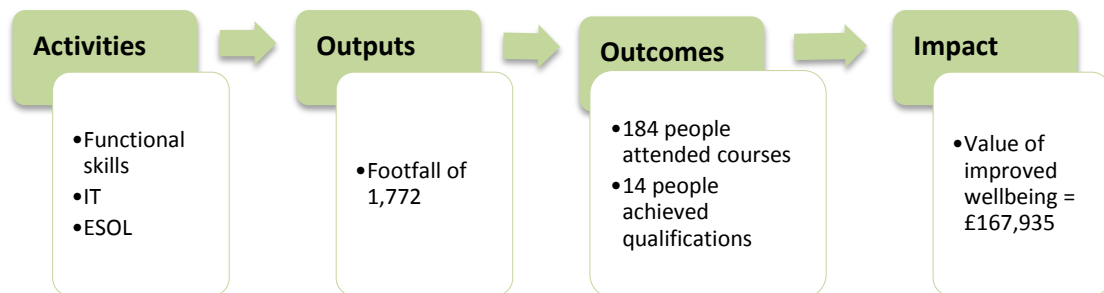 Activities
•Functional
skills
•IT
•ESOL
Outputs
•Footfall of
1,772
Outcomes
•184 people
attended courses
•14 people
achieved
qualifications
Impact
•Value of
improved
wellbeing =
£167,935